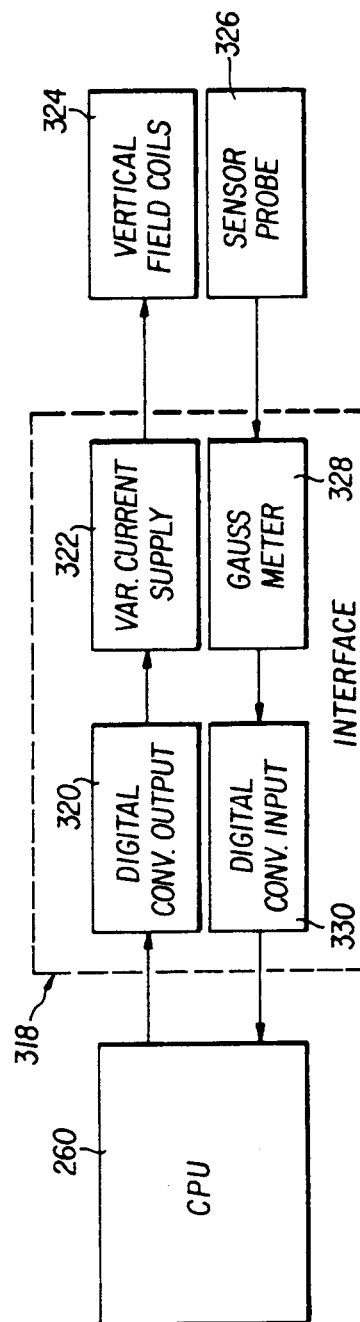 318
260
CPU
320
DIGITAL
CONV. OUTPUT
322
VAR. CURRENT
SUPPLY
324
VERTICAL
FIELD COILS
DIGITAL
CONV. INPUT
330
GAUSS
METER
328
SENSOR
PROBE
326
INTERFACE